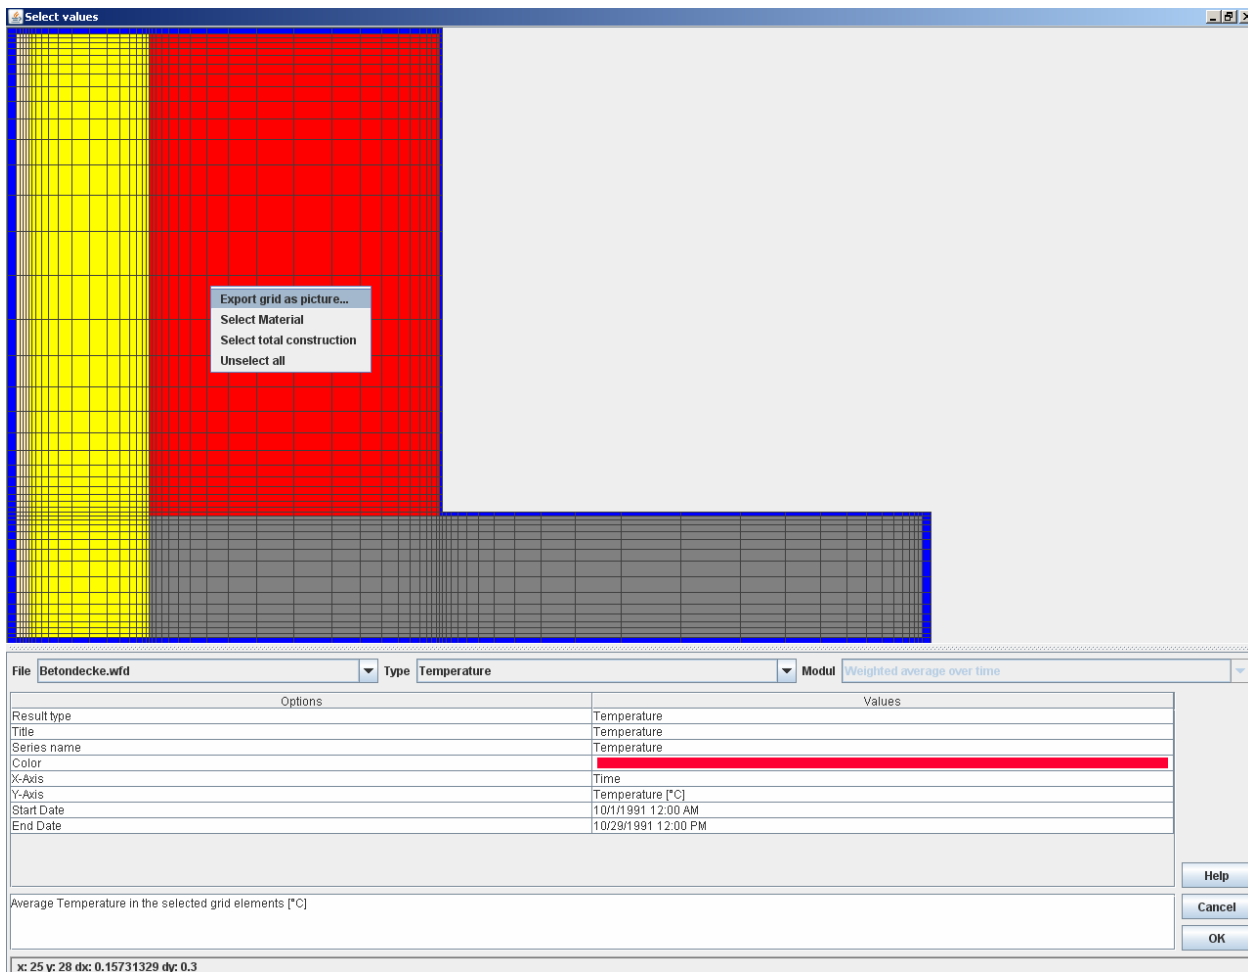 Select values
Export grid as picture...
Select Material
Select total construction
Unselect all
File Betondecke.wfd Type Temperature Modul Weighted average over time
Options Values
Result type Temperature
Title Temperature
Series name Temperature
Color
X-Axis Time
Y-Axis Temperature [°C]
Start Date 10/1/1991 12:00 AM
End Date 10/29/1991 12:00 PM
Help
Average Temperature in the selected grid elements [°C]
Cancel
OK
x: 25 y: 28 dx: 0.15731329 dy: 0.3